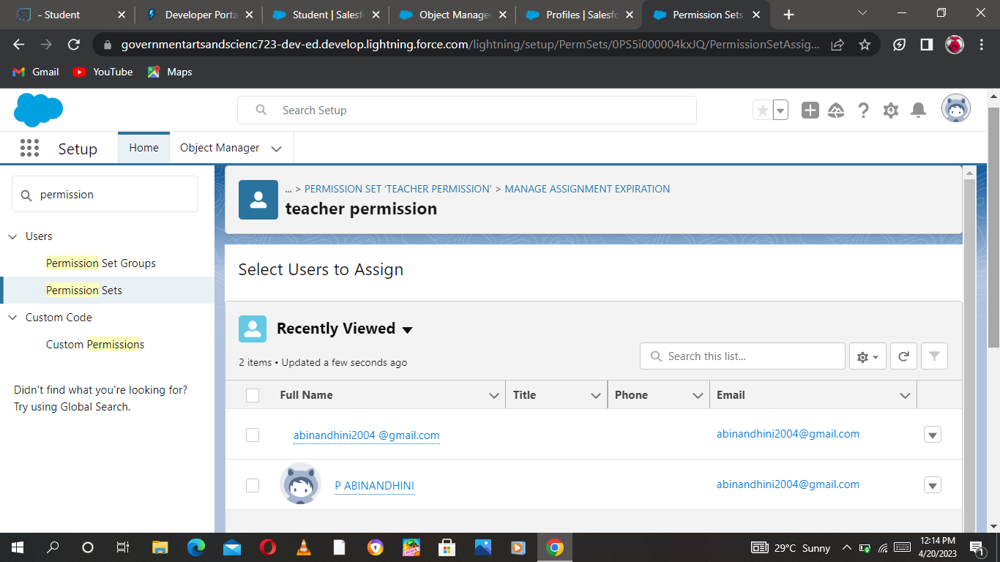 - Student
Developer Porta
Student | Salesf
Object Manage
Profiles | Salesfo
Permission Sets
governmentartsandscienc723-dev-ed.develop.lightning.force.com/lightning/setup/PermSets/0PS5i000004kxJQ/PermissionSetAssig...
Gmail
YouTube
Maps
Search Setup
Setup
Home
Object Manager
permission
Users
Permission Set Groups
Permission Sets
Custom Code
Custom Permissions
Didn't find what you're looking for?
Try using Global Search.
... > PERMISSION SET 'TEACHER PERMISSION' > MANAGE ASSIGNMENT EXPIRATION
teacher permission
Select Users to Assign
Recently Viewed
2 items • Updated a few seconds ago
Search this list...
Full Name
Title
Phone
Email
abinandhini2004 @gmail.com
abinandhini2004@gmail.com
P ABINANDHINI
abinandhini2004@gmail.com
29°C Sunny
12:14 PM
4/20/2023
1